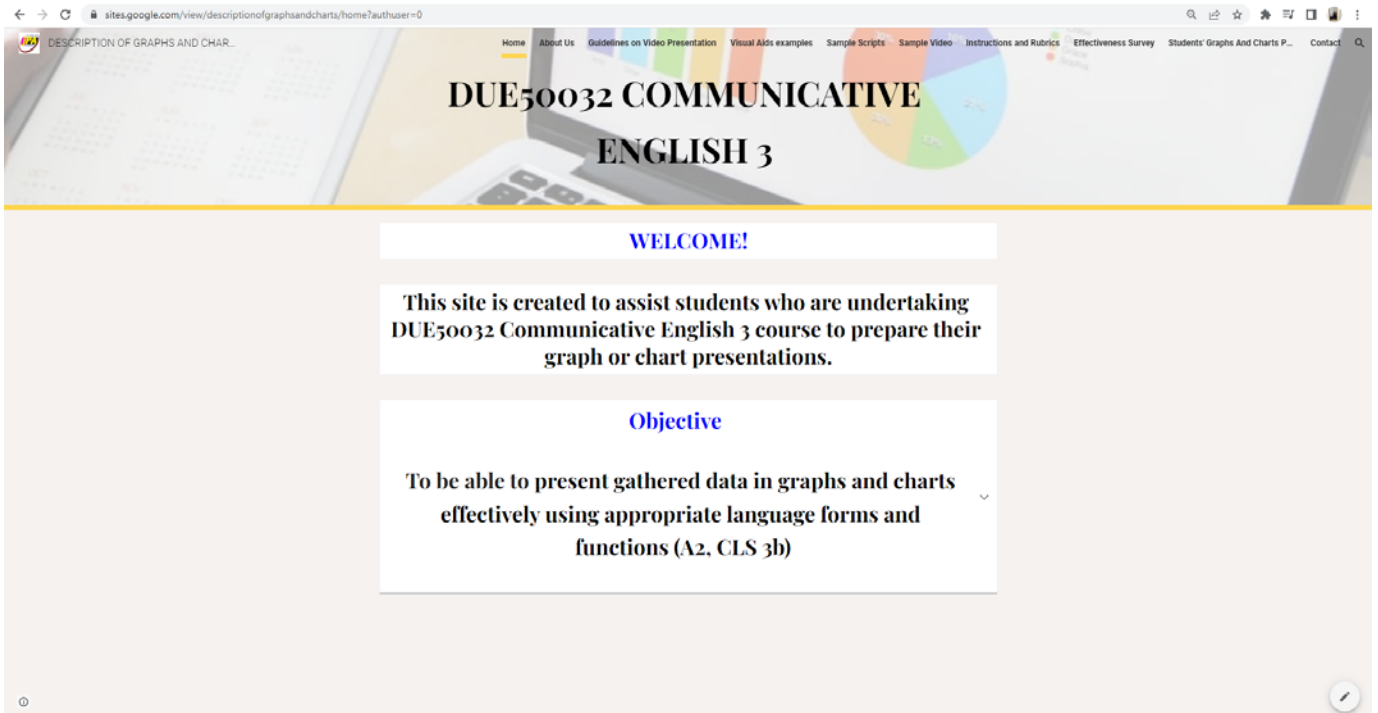 sites.google.com/view/descriptionofgraphsandcharts/home?authuser=0
DESCRIPTION OF GRAPHS AND CHAR...
Home About Us Guidelines on Video Presentation Visual Aids examples Sample Scripts Sample Video Instructions and Rubrics Effectiveness Survey Students' Graphs And Charts P... Contact
DUE50032 COMMUNICATIVE
ENGLISH 3
WELCOME!
This site is created to assist students who are undertaking
DUE50032 Communicative English 3 course to prepare their
graph or chart presentations.
Objective
To be able to present gathered data in graphs and charts
effectively using appropriate language forms and
functions (A2, CLS 3b)